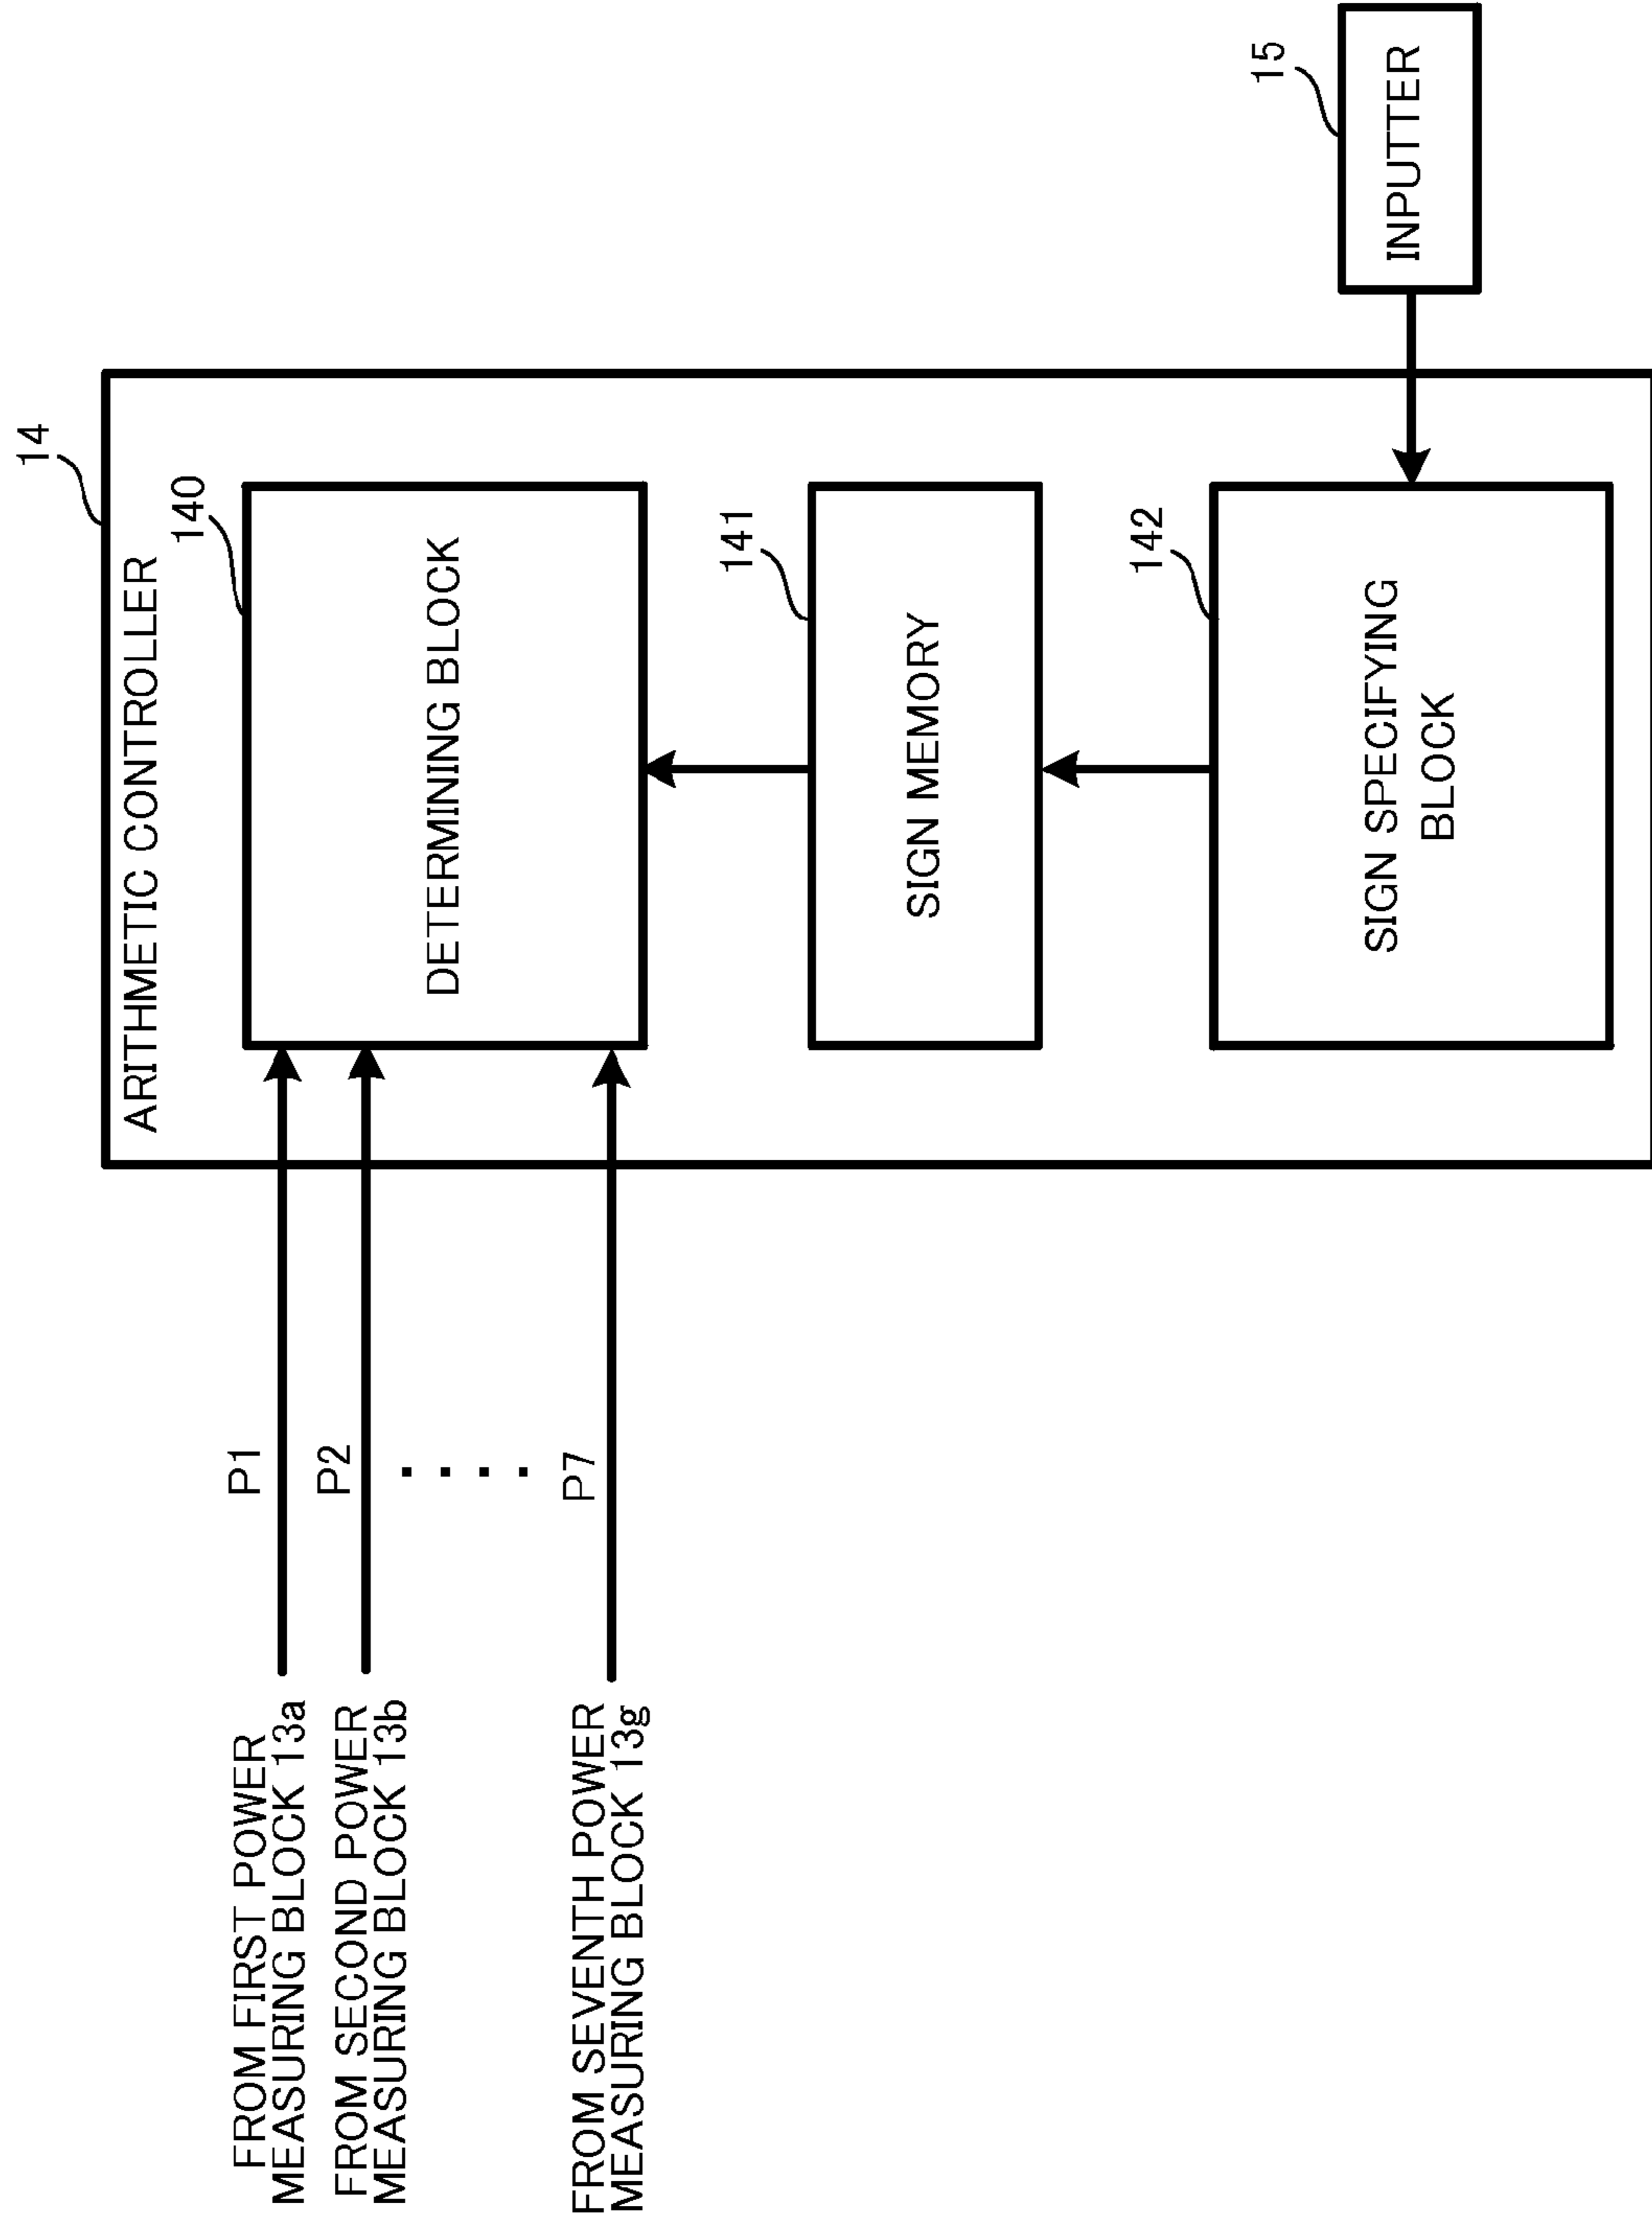 14
ARITHMETIC CONTROLLER
140
DETERMINING BLOCK
141
SIGN MEMORY
142
SIGN SPECIFYING
BLOCK
15
INPUTTER
P1
P2
P7
FROM FIRST POWER
MEASURING BLOCK 13a
FROM SECOND POWER
MEASURING BLOCK 13b
FROM SEVENTH POWER
MEASURING BLOCK 13g